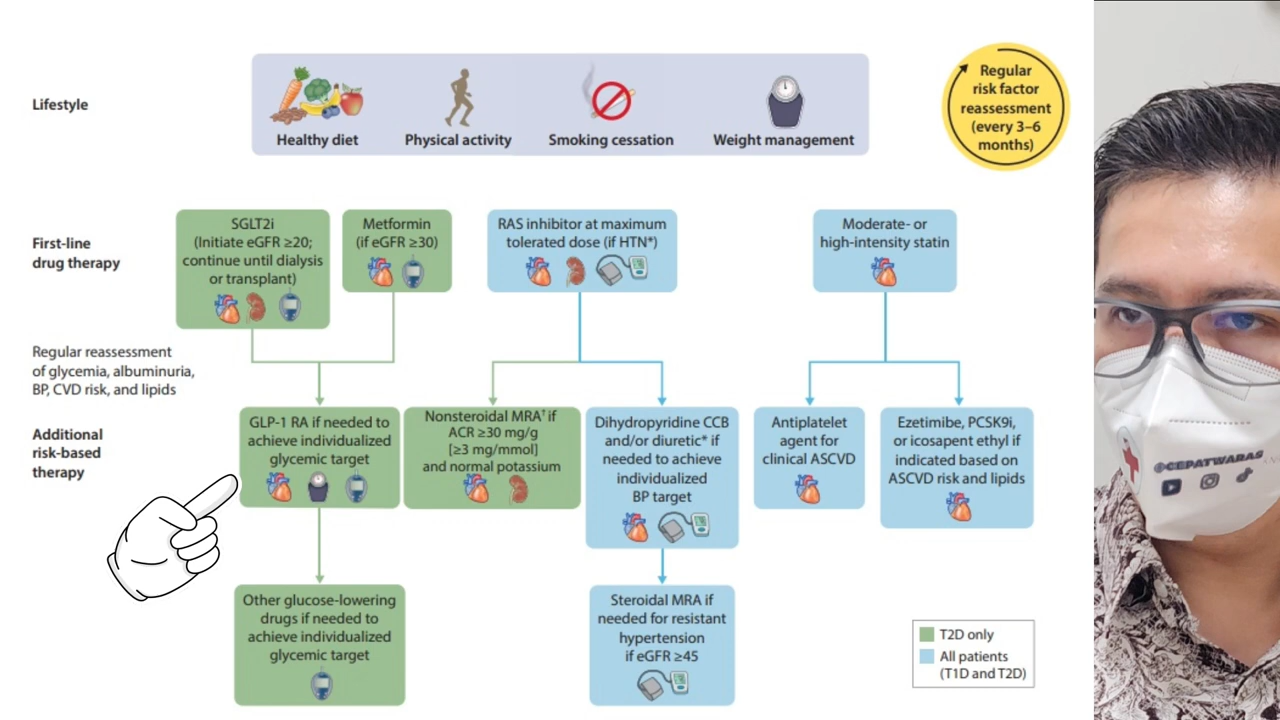 Lifestyle
Healthy diet
Physical activity
Smoking cessation
Weight management
Regular
risk factor
reassessment
(every 3–6
months)
First-line
drug therapy
SGLT2i
(Initiate eGFR ≥20;
continue until dialysis
or transplant)
Metformin
(if eGFR ≥30)
RAS inhibitor at maximum
tolerated dose (if HTN*)
Moderate- or
high-intensity statin
Regular reassessment
of glycemia, albuminuria,
BP, CVD risk, and lipids
Additional
risk-based
therapy
GLP-1 RA if needed to
achieve individualized
glycemic target
Nonsteroidal MRA† if
ACR ≥30 mg/g
[≥3 mg/mmol]
and normal potassium
Dihydropyridine CCB
and/or diuretic* if
needed to achieve
individualized
BP target
Antiplatelet
agent for
clinical ASCVD
Ezetimibe, PCSK9i,
or icosapent ethyl if
indicated based on
ASCVD risk and lipids
Other glucose-lowering
drugs if needed to
achieve individualized
glycemic target
Steroidal MRA if
needed for resistant
hypertension
if eGFR ≥45
T2D only
All patients
(T1D and T2D)
@CEPATWARAS